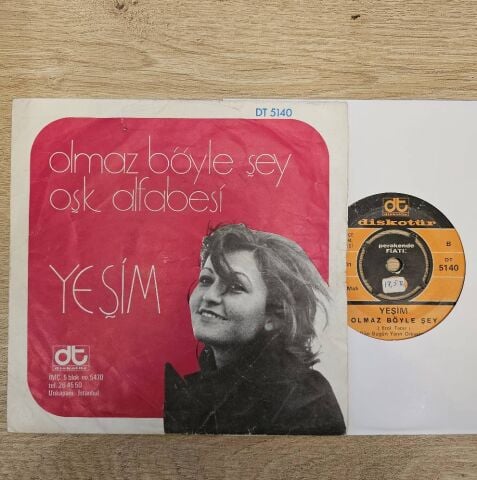 DT 5140
olmaz böyle şey
aşk alfabesi
YEŞİM
dt
diskotür
İMÇ. 5 blok no. 5410
tel. 26 45 50
Unkapanı - İstanbul
dt
diskotür
perakende
FİATI:
B
DT
5140
YEŞİM
OLMAZ BÖYLE ŞEY